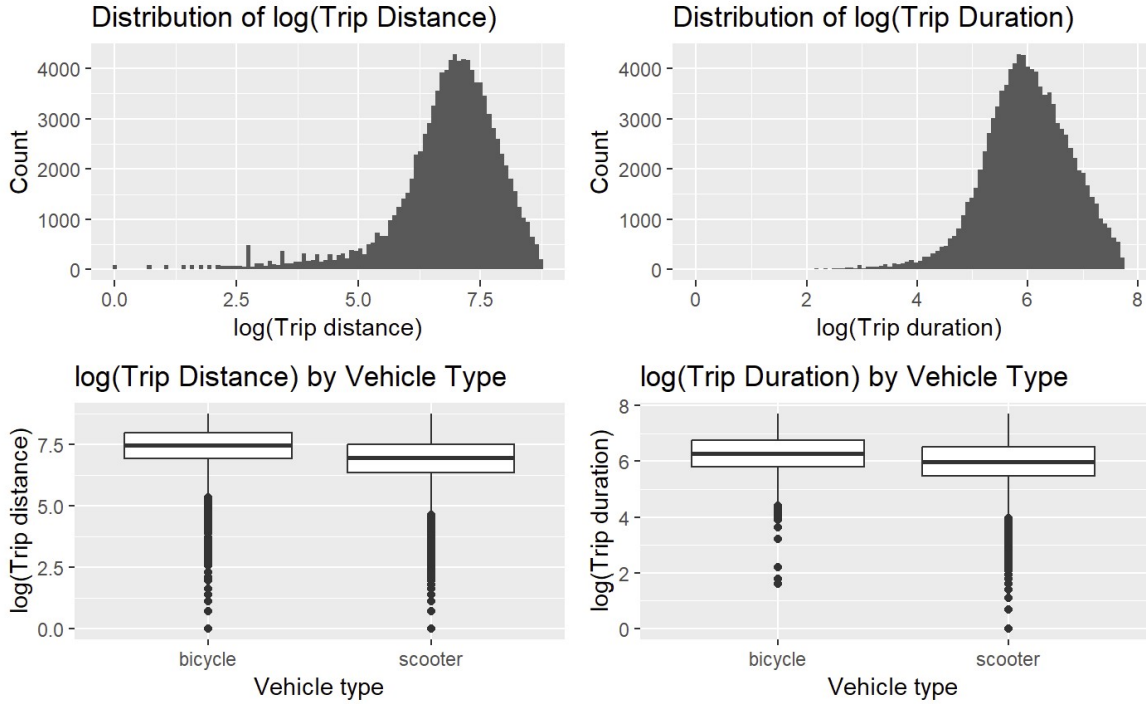 Distribution of log(Trip Distance)
Count
4000
3000
2000
1000
0
0.0 2.5 5.0 7.5
log(Trip distance)
Distribution of log(Trip Duration)
Count
4000
3000
2000
1000
0
0 2 4 6 8
log(Trip duration)
log(Trip Distance) by Vehicle Type
log(Trip distance)
7.5
5.0
2.5
0.0
bicycle scooter
Vehicle type
log(Trip Duration) by Vehicle Type
log(Trip duration)
8
6
4
2
0
bicycle scooter
Vehicle type